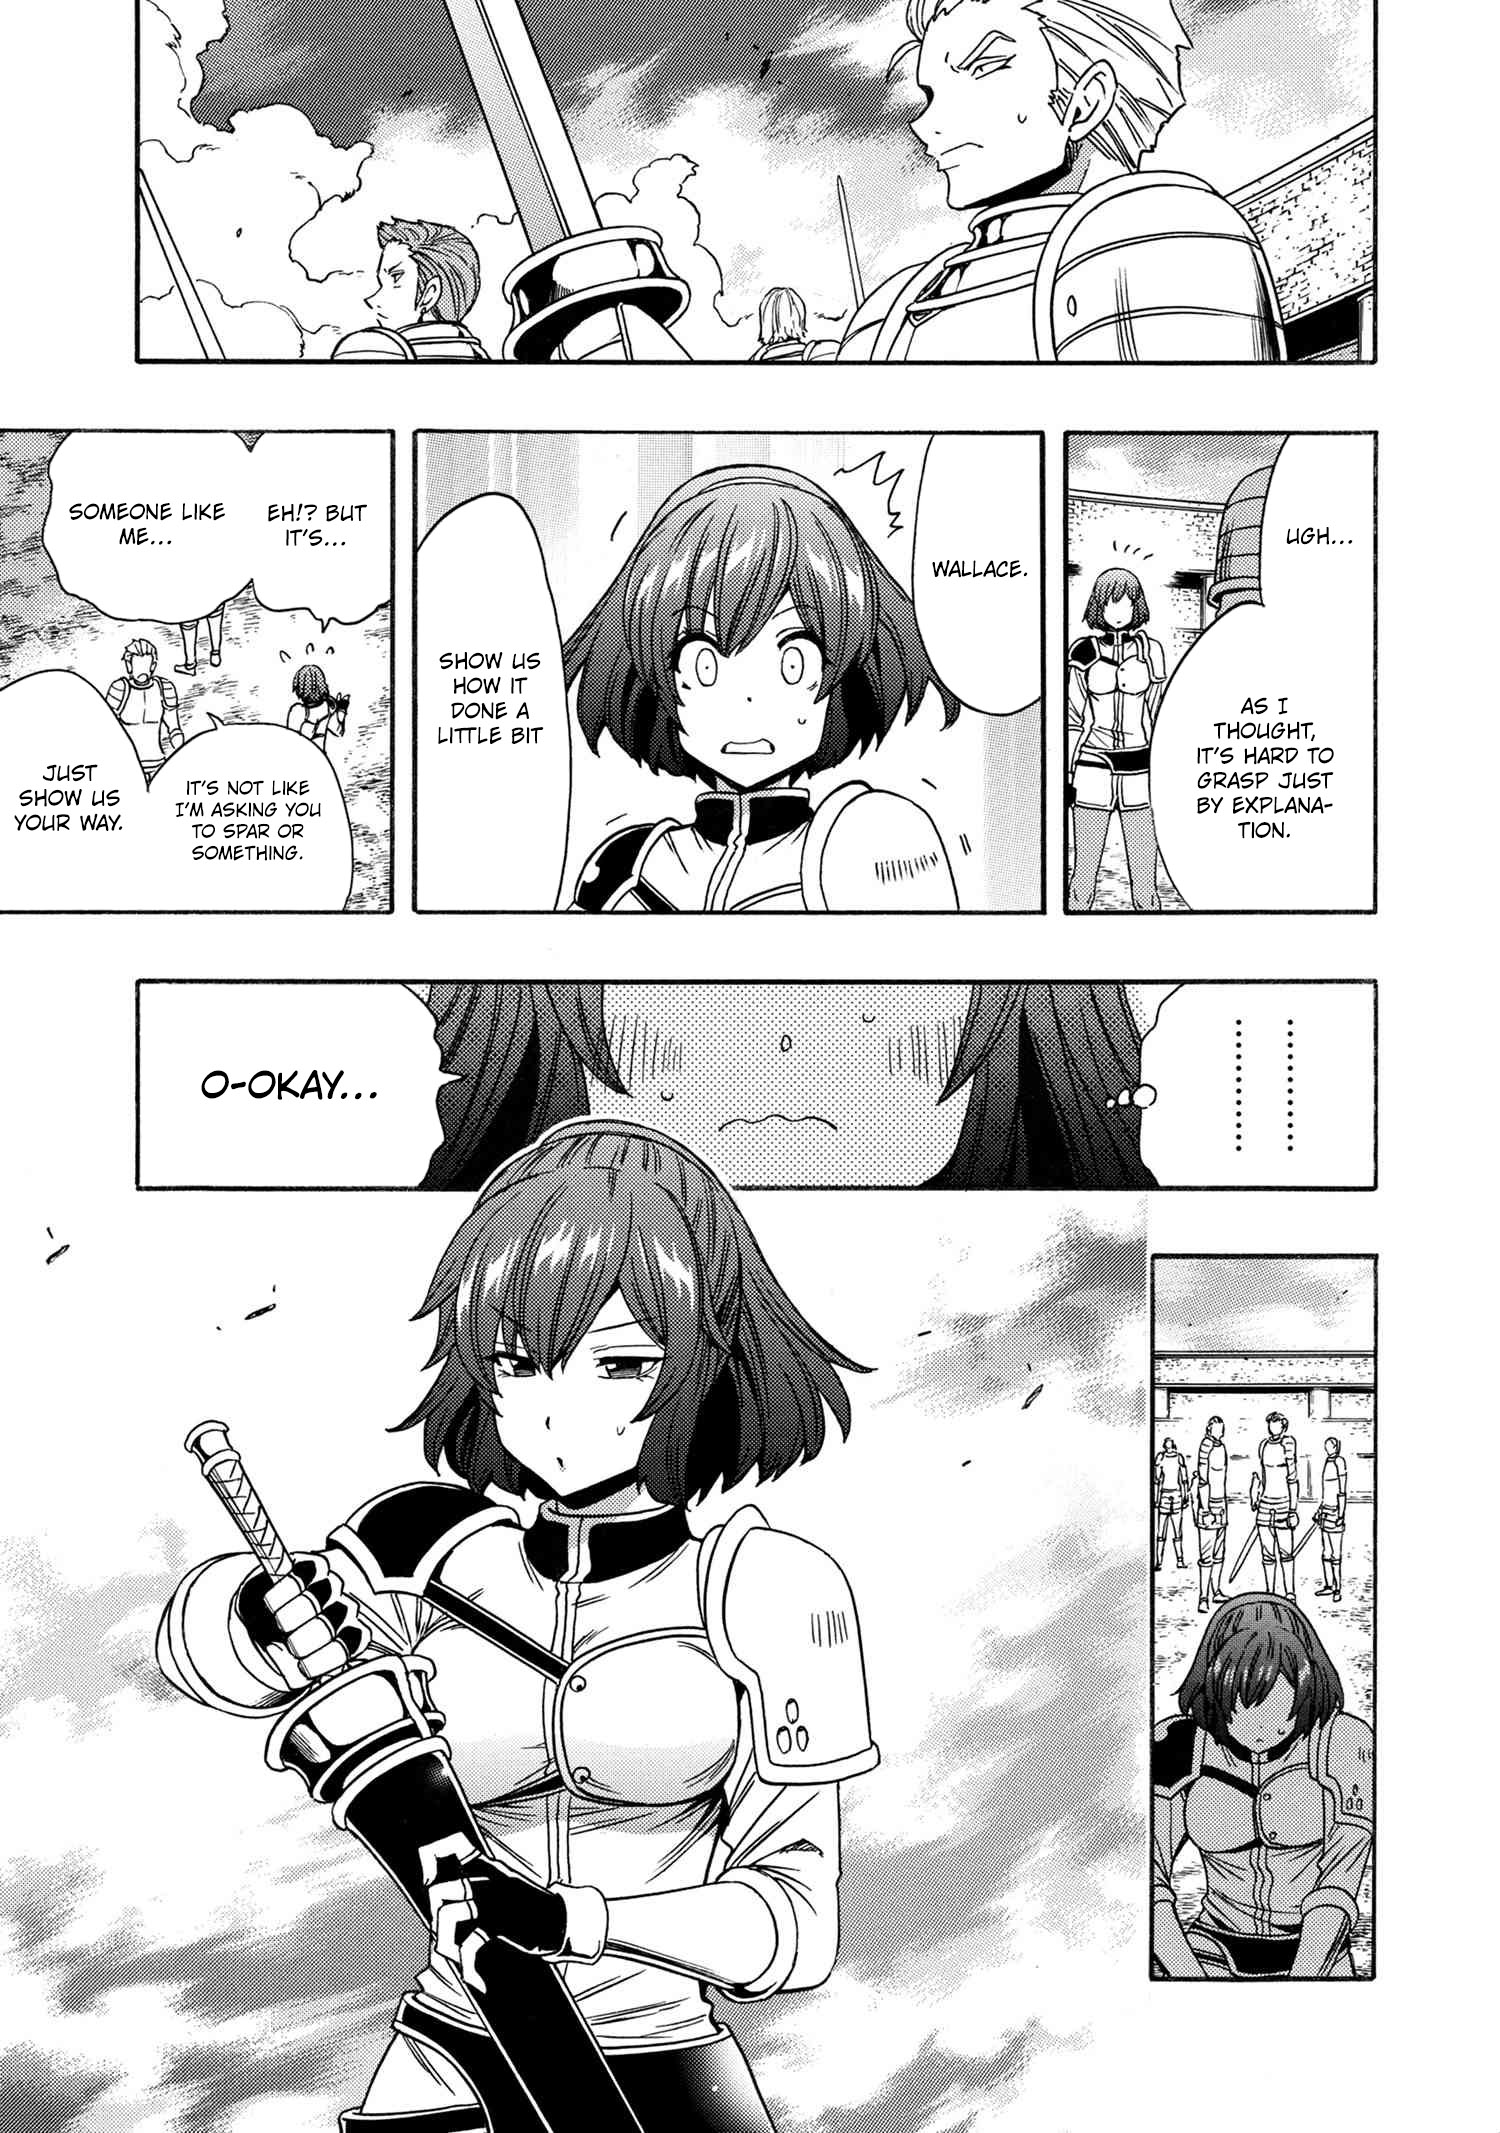 UGH...
AS I
THOUGHT,
IT'S HARD TO
GRASP JUST
BY EXPLANA-
TION.
WALLACE.
SHOW US
HOW IT
DONE A
LITTLE BIT
EH!? BUT
IT'S...
SOMEONE LIKE
ME...
IT'S NOT LIKE
I'M ASKING YOU
TO SPAR OR
SOMETHING.
JUST
SHOW US
YOUR WAY.
..........
..........
O-OKAY...